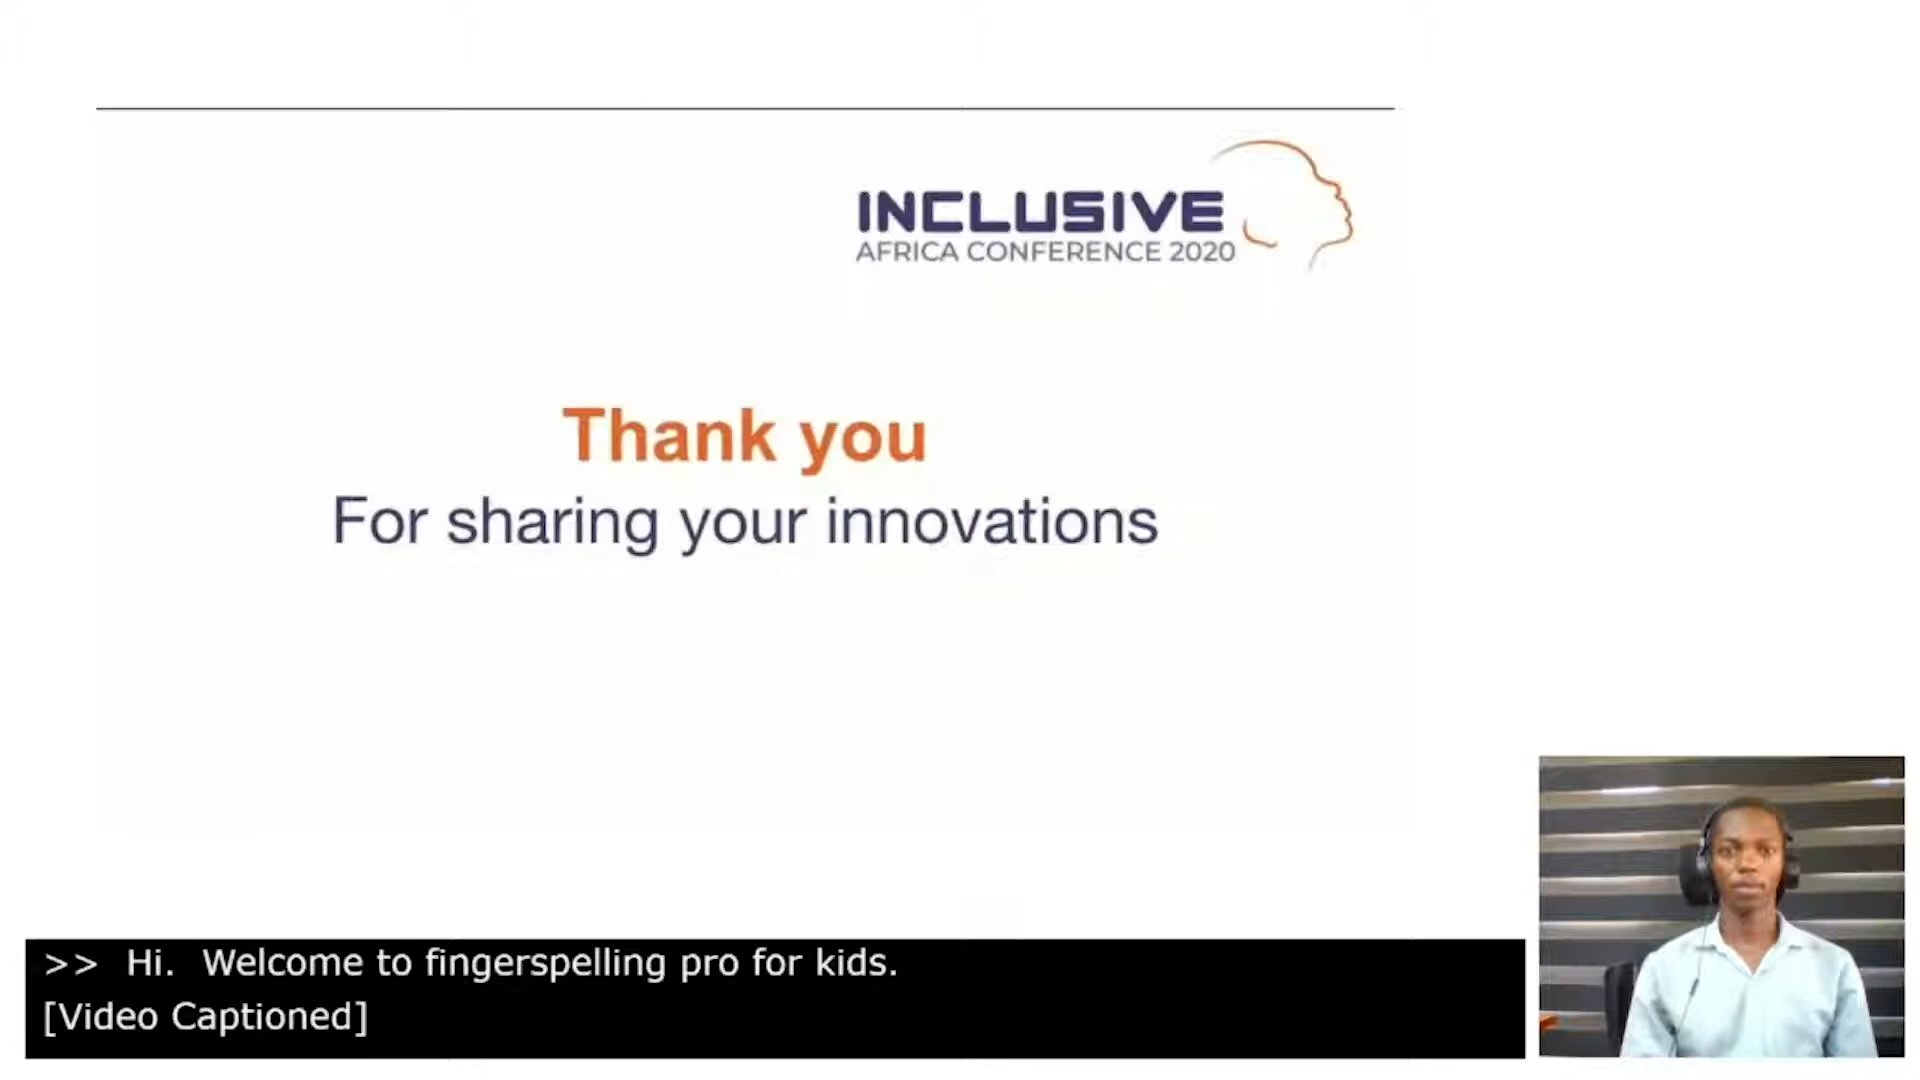 INCLUSIVE
AFRICA CONFERENCE 2020
Thank you
For sharing your innovations
>> Hi. Welcome to fingerspelling pro for kids.
[Video Captioned]